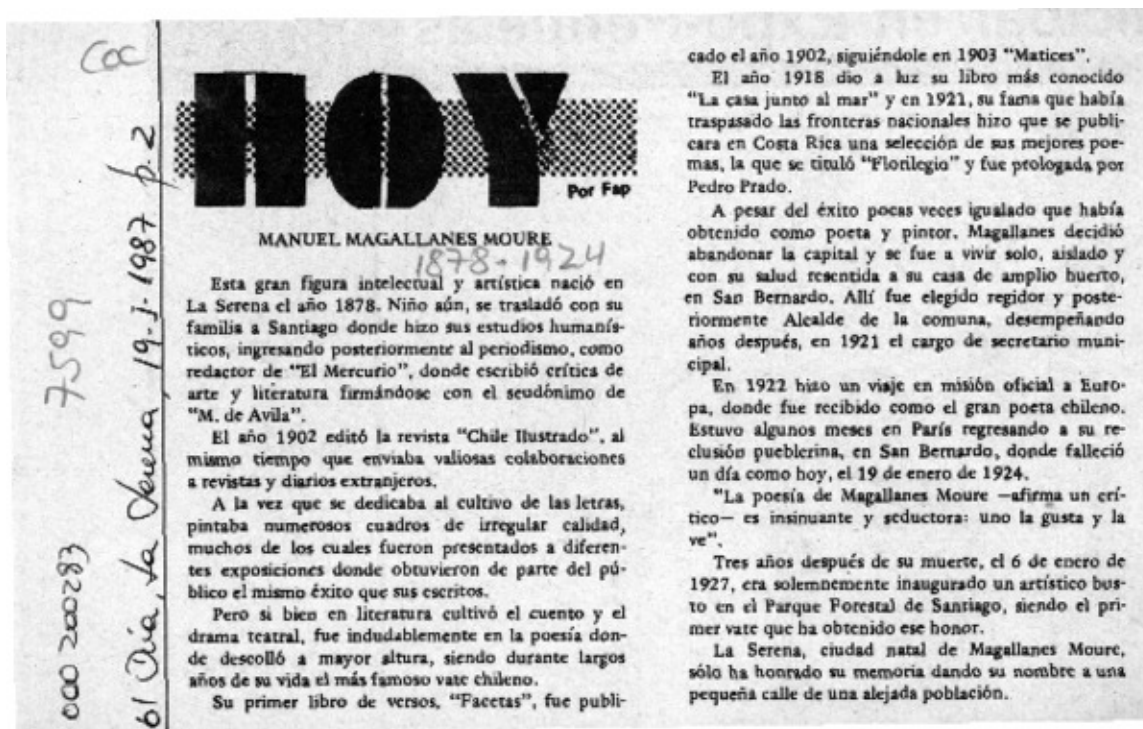 Coc
7599
000 200283
El Día, La Serena, 19-I-1987 p.2
HOY
Por Fap
MANUEL MAGALLANES MOURE
1878-1924
Esta gran figura intelectual y artística nació en
La Serena el año 1878. Niño aún, se trasladó con su
familia a Santiago donde hizo sus estudios humanís-
ticos, ingresando posteriormente al periodismo, como
redactor de "El Mercurio", donde escribió crítica de
arte y literatura firmándose con el seudónimo de
"M. de Avila".
El año 1902 editó la revista "Chile Ilustrado", al
mismo tiempo que enviaba valiosas colaboraciones
a revistas y diarios extranjeros.
A la vez que se dedicaba al cultivo de las letras,
pintaba numerosos cuadros de irregular calidad,
muchos de los cuales fueron presentados a diferen-
tes exposiciones donde obtuvieron de parte del pú-
blico el mismo éxito que sus escritos.
Pero si bien en literatura cultivó el cuento y el
drama teatral, fue indudablemente en la poesía don-
de descolló a mayor altura, siendo durante largos
años de su vida el más famoso vate chileno.
Su primer libro de versos, "Facetas", fue publi-
cado el año 1902, siguiéndole en 1903 "Matices".
El año 1918 dio a luz su libro más conocido
"La casa junto al mar" y en 1921, su fama que había
traspasado las fronteras nacionales hizo que se publi-
cara en Costa Rica una selección de sus mejores poe-
mas, la que se tituló "Florilegio" y fue prologada por
Pedro Prado.
A pesar del éxito pocas veces igualado que había
obtenido como poeta y pintor, Magallanes decidió
abandonar la capital y se fue a vivir solo, aislado y
con su salud resentida a su casa de amplio huerto,
en San Bernardo. Allí fue elegido regidor y poste-
riormente Alcalde de la comuna, desempeñando
años después, en 1921 el cargo de secretario muni-
cipal.
En 1922 hizo un viaje en misión oficial a Euro-
pa, donde fue recibido como el gran poeta chileno.
Estuvo algunos meses en París regresando a su re-
clusión pueblerina, en San Bernardo, donde falleció
un día como hoy, el 19 de enero de 1924.
"La poesía de Magallanes Moure —afirma un crí-
tico— es insinuante y seductora: uno la gusta y la
ve".
Tres años después de su muerte, el 6 de enero de
1927, era solemnemente inaugurado un artístico bus-
to en el Parque Forestal de Santiago, siendo el pri-
mer vate que ha obtenido ese honor.
La Serena, ciudad natal de Magallanes Moure,
sólo ha honrado su memoria dando su nombre a una
pequeña calle de una alejada población.